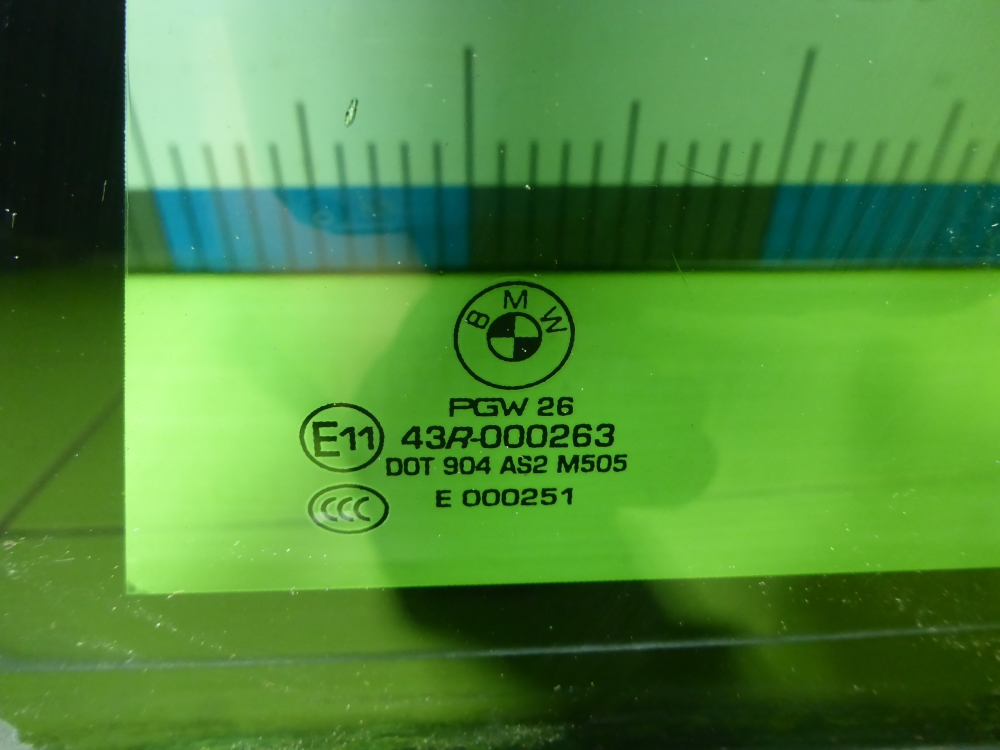 BMW
PGW 26
E11
43R-000263
DOT 904 AS2 M505
CCC
E 000251